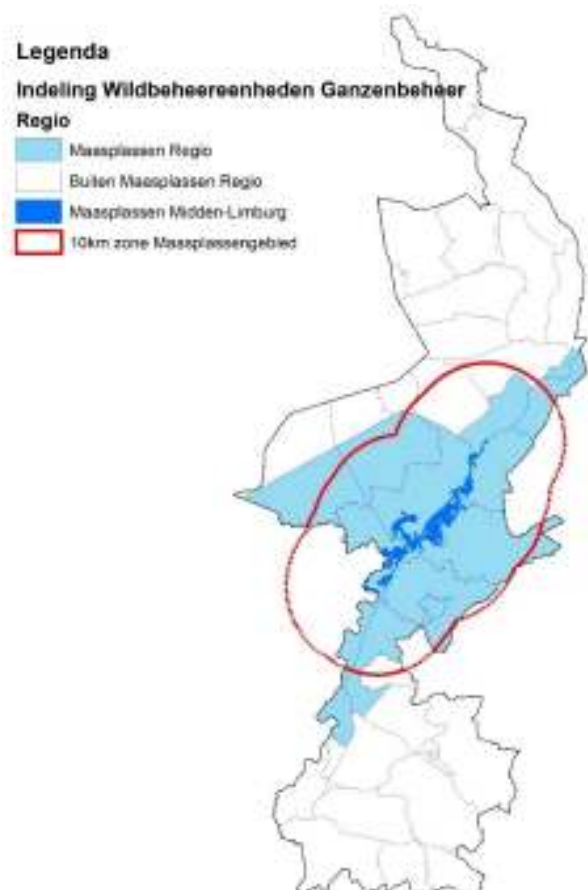 Legenda
Indeling Wildbeheereenheden Ganzenbeheer
Regio
Maasplassen Regio
Buiten Maasplassen Regio
Maasplassen Midden-Limburg
10km zone Maasplassengebied